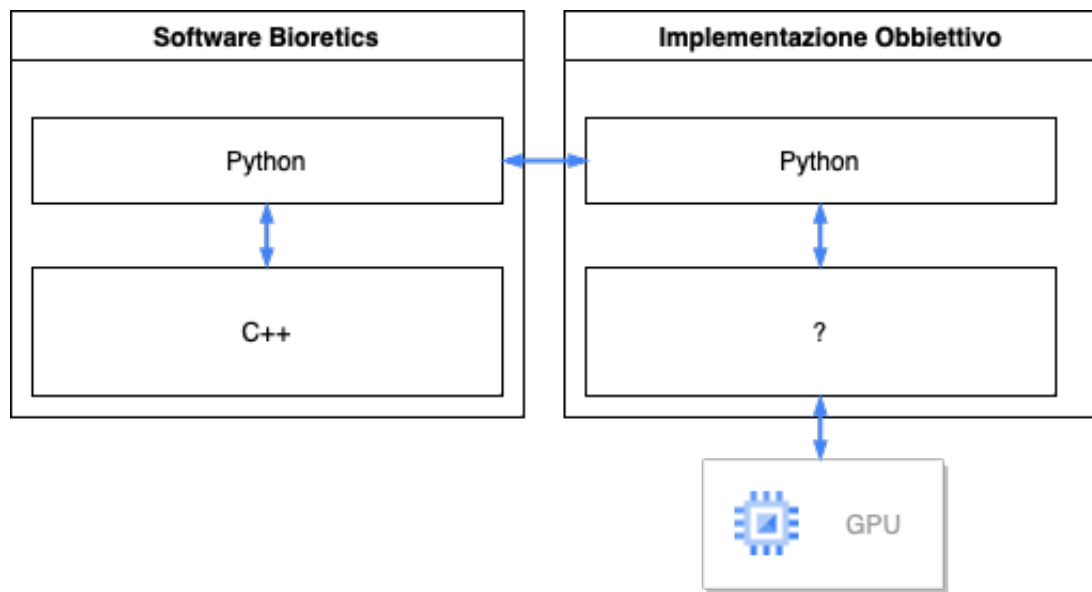 Software Bioretics
Implementazione Obbiettivo
Python
Python
C++
?
GPU